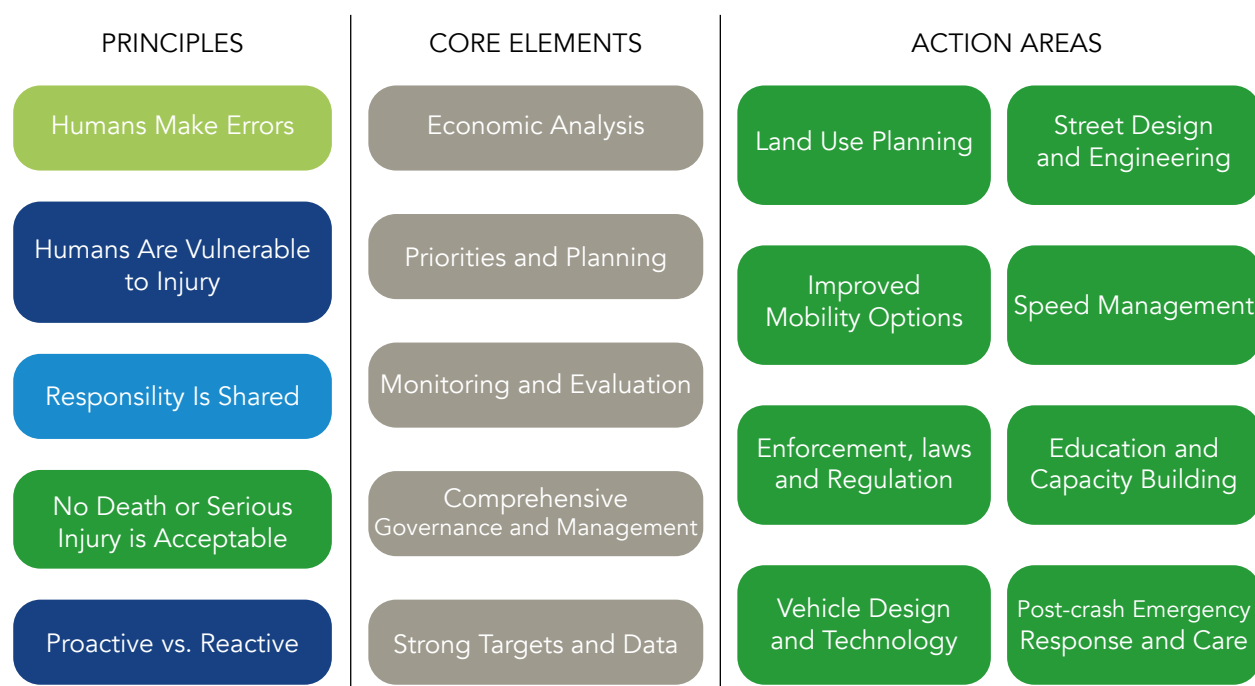 PRINCIPLES
Humans Make Errors
Humans Are Vulnerable
to Injury
Responsility Is Shared
No Death or Serious
Injury is Acceptable
Proactive vs. Reactive
CORE ELEMENTS
Economic Analysis
Priorities and Planning
Monitoring and Evaluation
Comprehensive
Governance and Management
Strong Targets and Data
ACTION AREAS
Land Use Planning
Street Design
and Engineering
Improved
Mobility Options
Speed Management
Enforcement, laws
and Regulation
Education and
Capacity Building
Vehicle Design
and Technology
Post-crash Emergency
Response and Care